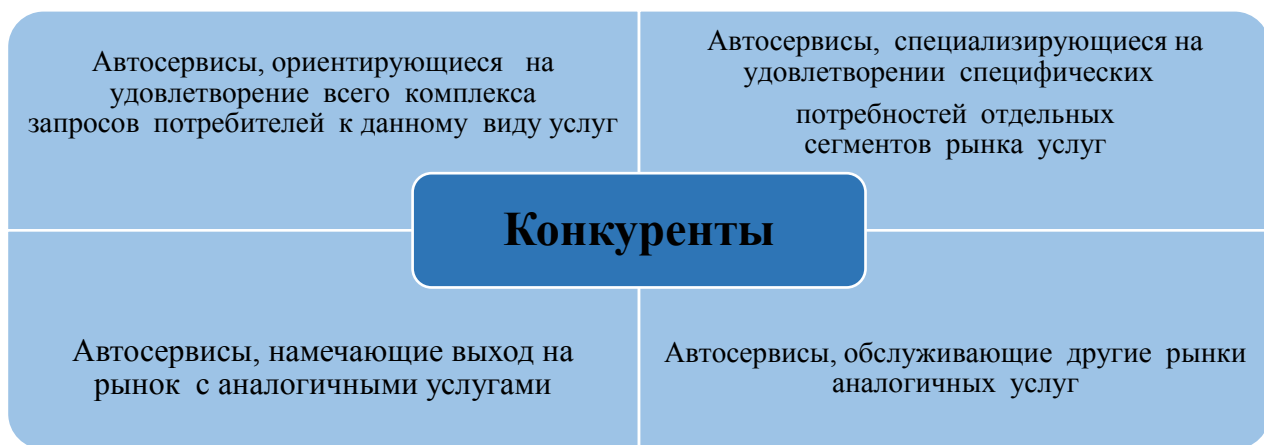 Автосервисы, ориентирующиеся на
удовлетворение всего комплекса
запросов потребителей к данному виду услуг
Автосервисы, специализирующиеся на
удовлетворении специфических
потребностей отдельных
сегментов рынка услуг
Конкуренты
Автосервисы, намечающие выход на
рынок с аналогичными услугами
Автосервисы, обслуживающие другие рынки
аналогичных услуг